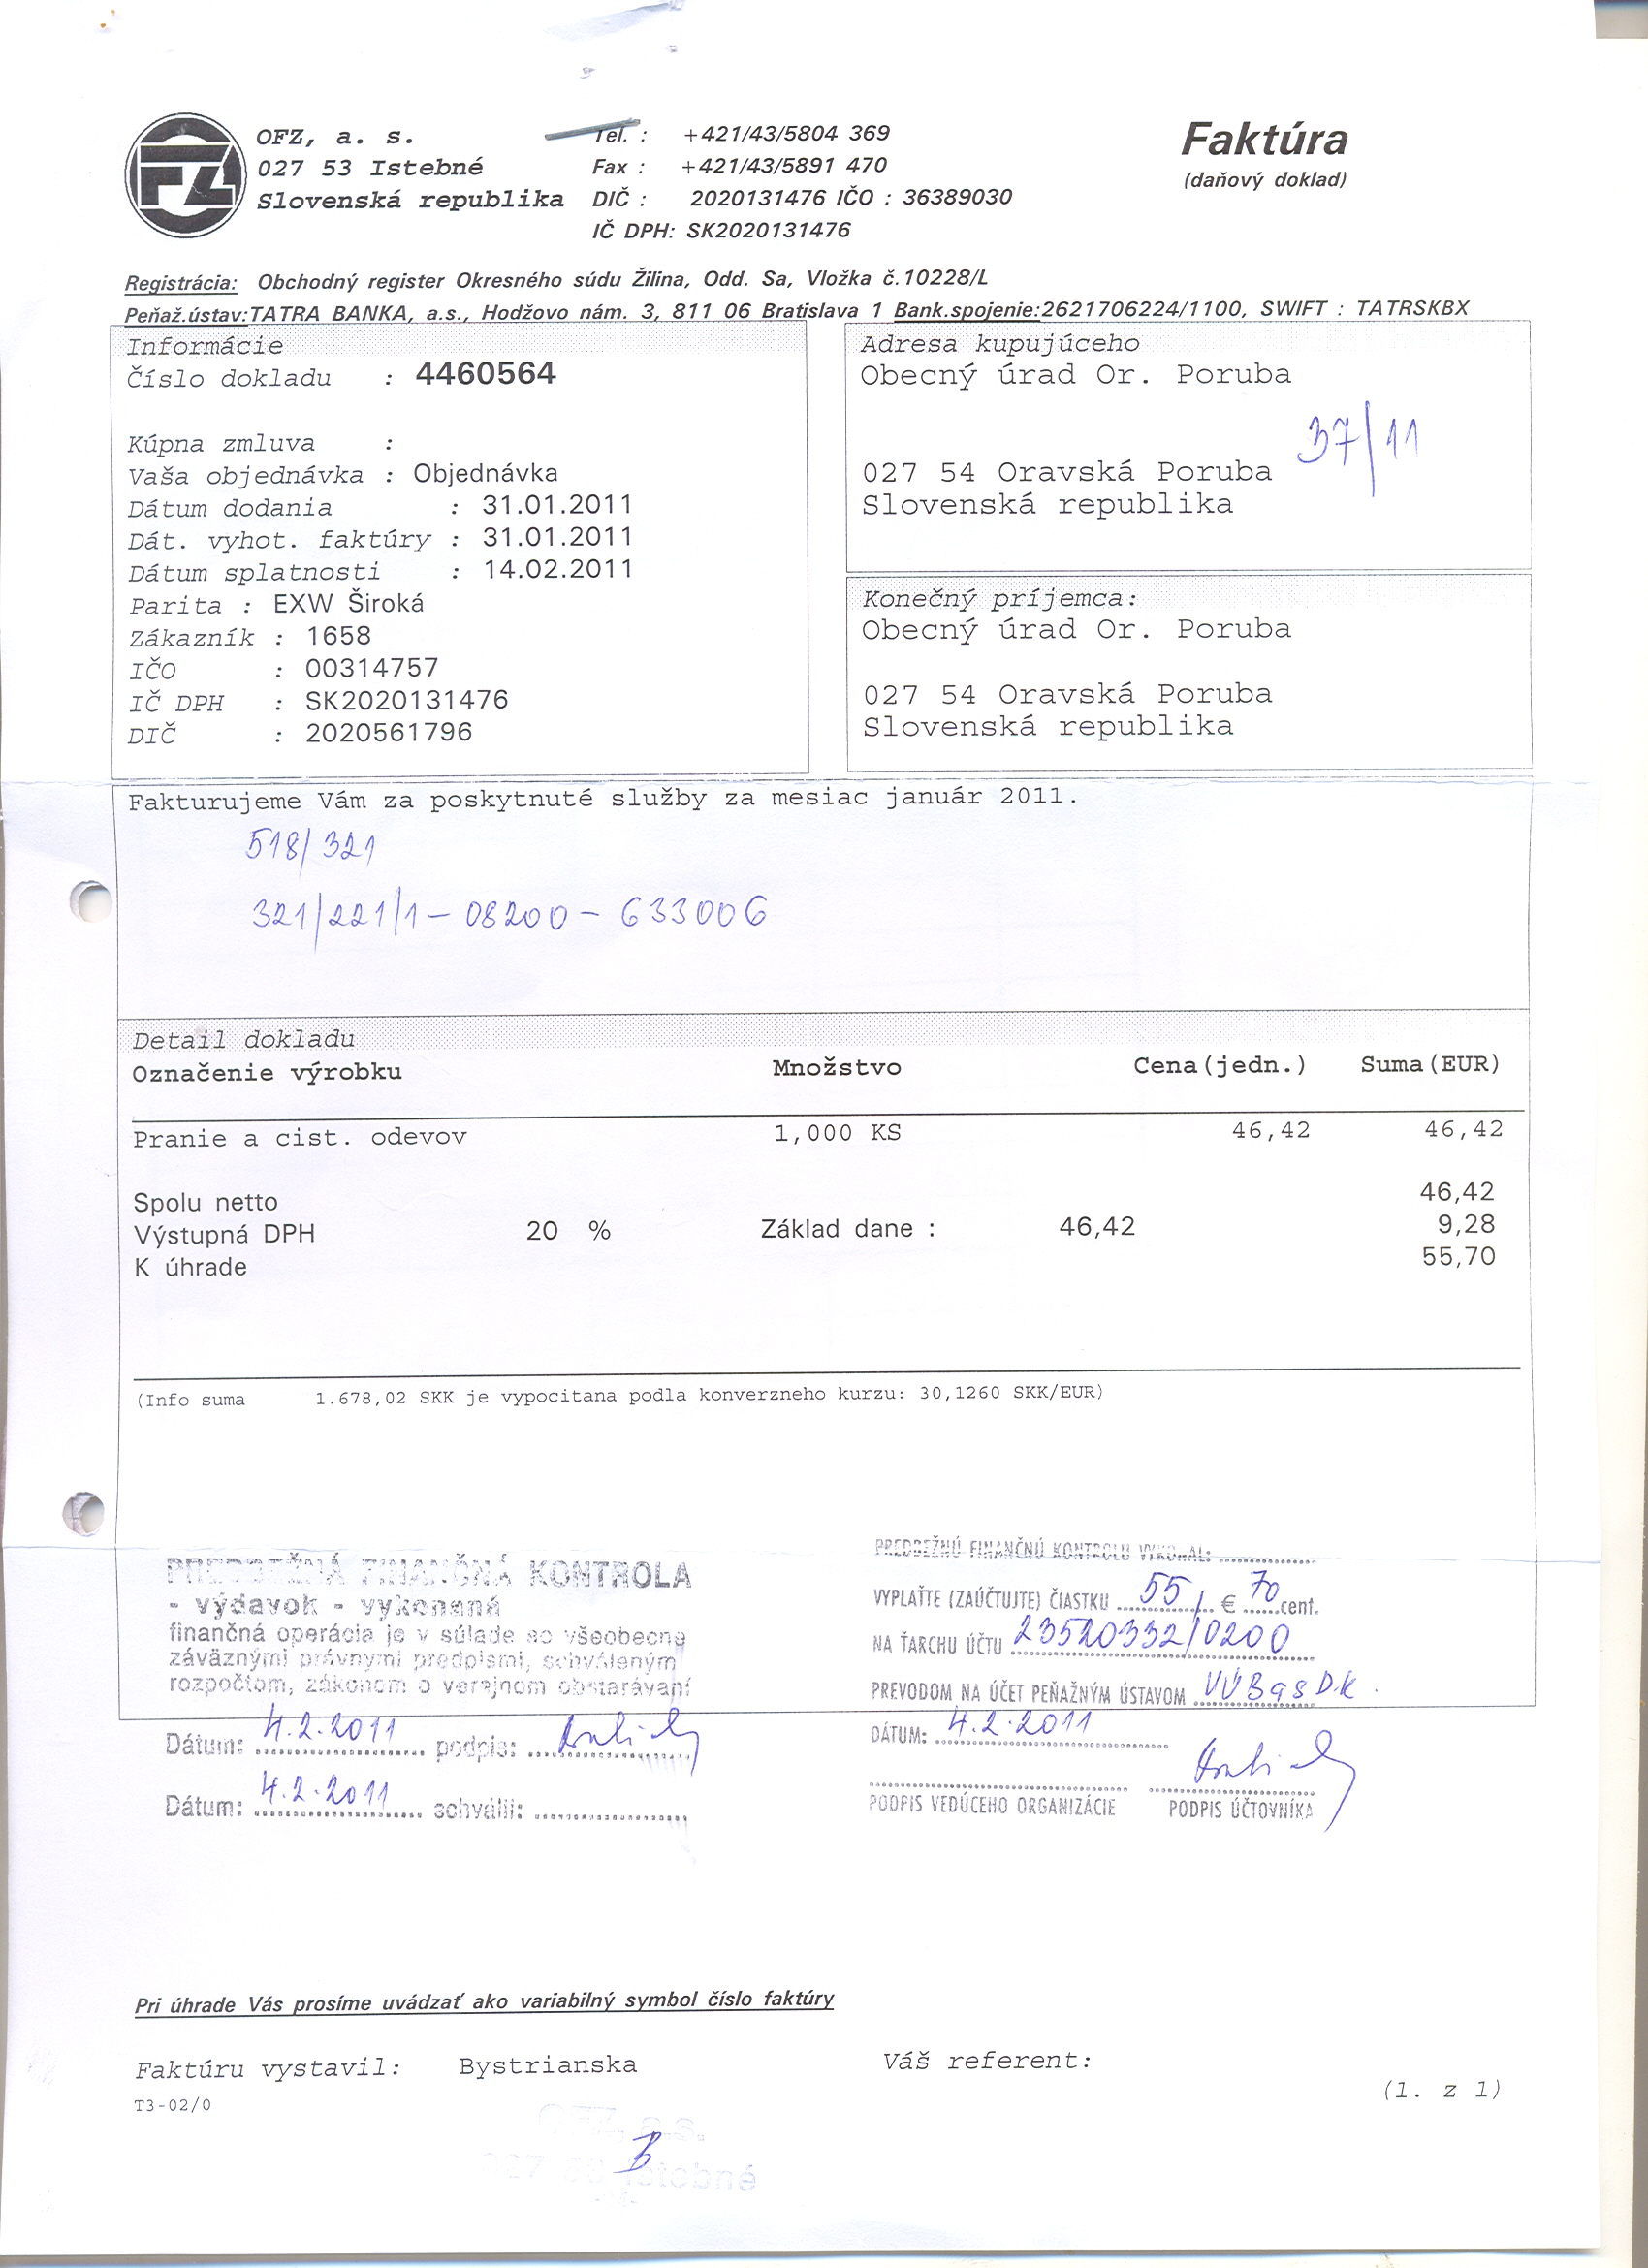 FZ
OFZ, a. s.
027 53 Istebné
Slovenská republika
Tel. : +421/43/5804 369
Fax : +421/43/5891 470
DIČ : 2020131476 IČO : 36389030
IČ DPH: SK2020131476
Faktúra
(daňový doklad)
Registrácia: Obchodný register Okresného súdu Žilina, Odd. Sa, Vložka č.10228/L
Peňaž.ústav:TATRA BANKA, a.s., Hodžovo nám. 3, 811 06 Bratislava 1 Bank.spojenie:2621706224/1100, SWIFT : TATRSKBX
Informácie
Číslo dokladu : 4460564
Kúpna zmluva :
Vaša objednávka : Objednávka
Dátum dodania : 31.01.2011
Dát. vyhot. faktúry : 31.01.2011
Dátum splatnosti : 14.02.2011
Parita : EXW Široká
Zákazník : 1658
IČO : 00314757
IČ DPH : SK2020131476
DIČ : 2020561796
Adresa kupujúceho
Obecný úrad Or. Poruba
37/11
027 54 Oravská Poruba
Slovenská republika
Konečný príjemca:
Obecný úrad Or. Poruba
027 54 Oravská Poruba
Slovenská republika
Fakturujeme Vám za poskytnuté služby za mesiac január 2011.
518/321
321/221/1-08200-633006
Detail dokladu
Označenie výrobku Množstvo Cena(jedn.) Suma(EUR)
Pranie a cist. odevov 1,000 KS 46,42 46,42
Spolu netto 46,42
Výstupná DPH 20 % Základ dane : 46,42 9,28
K úhrade 55,70
(Info suma 1.678,02 SKK je vypocitana podla konverzneho kurzu: 30,1260 SKK/EUR)
PREDBEŽNÁ FINANČNÁ KONTROLA
- výdavok - vykonaná
finančná operácia je v súlade so všeobecne
záväznými právnymi predpismi, schváleným
rozpočtom, zákonom o verejnom obstarávaní
Dátum: 4.2.2011 podpis:
Dátum: 4.2.2011 schválil:
PREDBEŽNÚ FINANČNÚ KONTROLU VYKONAL:
VYPLAŤTE (ZAÚČTUJTE) ČIASTKU 55,- € 70 cent.
NA ŤARCHU ÚČTU 23520332/0200
PREVODOM NA ÚČET PEŇAŽNÝM ÚSTAVOM VÚB as D.K.
DÁTUM: 4.2.2011
PODPIS VEDÚCEHO ORGANIZÁCIE PODPIS ÚČTOVNÍKA
Pri úhrade Vás prosíme uvádzať ako variabilný symbol číslo faktúry
Faktúru vystavil: Bystrianska Váš referent:
(1. z 1)
T3-02/0
OFZ, a.s.
027 53 Istebné